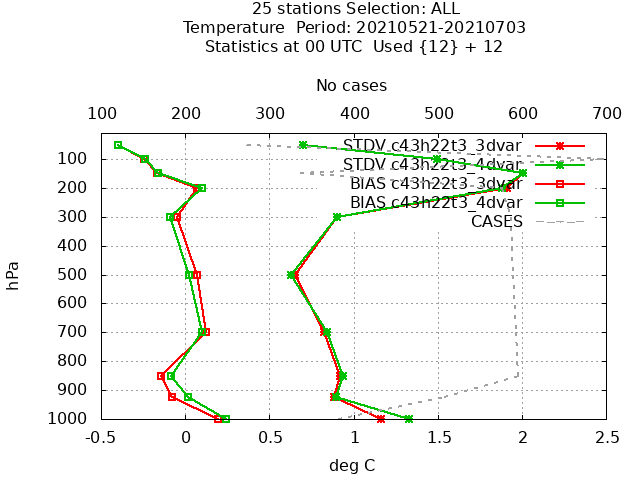 25 stations Selection: ALL
Temperature  Period: 20210521-20210703
Statistics at 00 UTC  Used {12} + 12
No cases
100 200 300 400 500 600 700
STDV c43h22t3_3dvar
STDV c43h22t3_4dvar
BIAS c43h22t3_3dvar
BIAS c43h22t3_4dvar
CASES
100
200
300
400
500
600
700
800
900
1000
hPa
-0.5 0 0.5 1 1.5 2 2.5
deg C